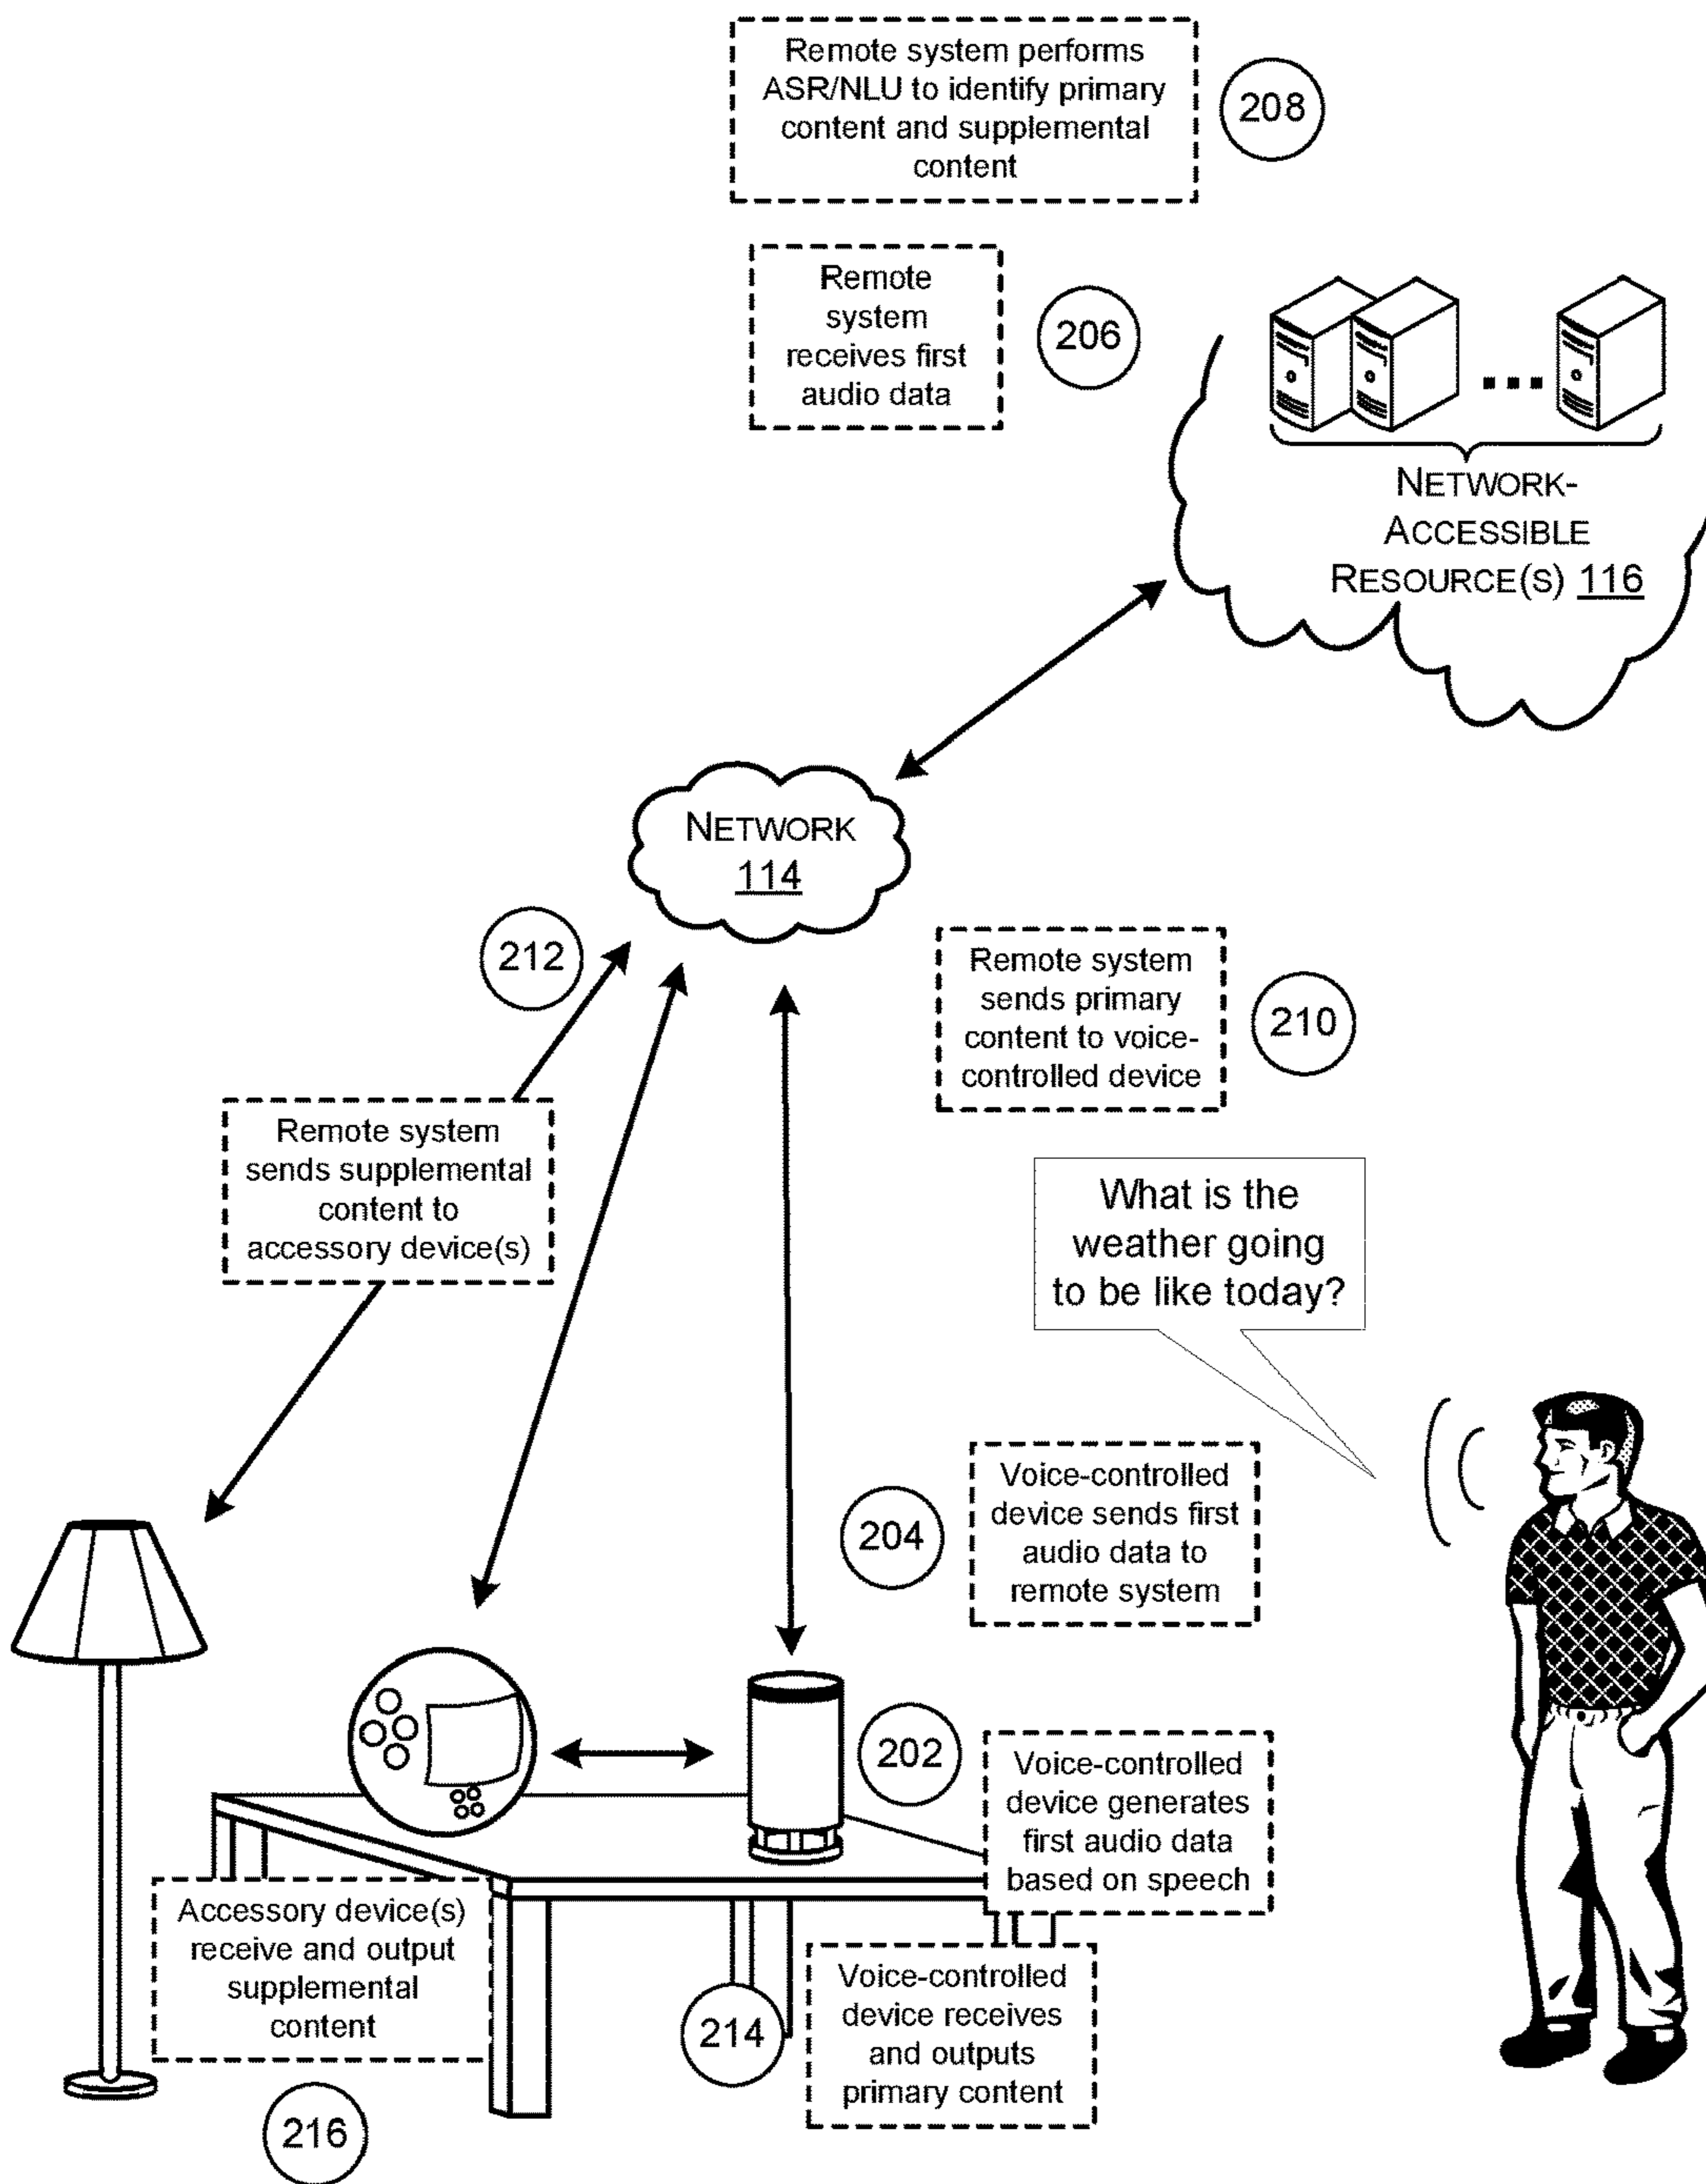 Remote system performs
ASR/NLU to identify primary
content and supplemental
content
208
Remote
system
receives first
audio data
206
NETWORK-
ACCESSIBLE
RESOURCE(S) 116
NETWORK
114
212
Remote system
sends primary
content to voice-
controlled device
210
Remote system
sends supplemental
content to
accessory device(s)
What is the
weather going
to be like today?
204
Voice-controlled
device sends first
audio data to
remote system
202
Voice-controlled
device generates
first audio data
based on speech
Accessory device(s)
receive and output
supplemental
content
214
Voice-controlled
device receives
and outputs
primary content
216